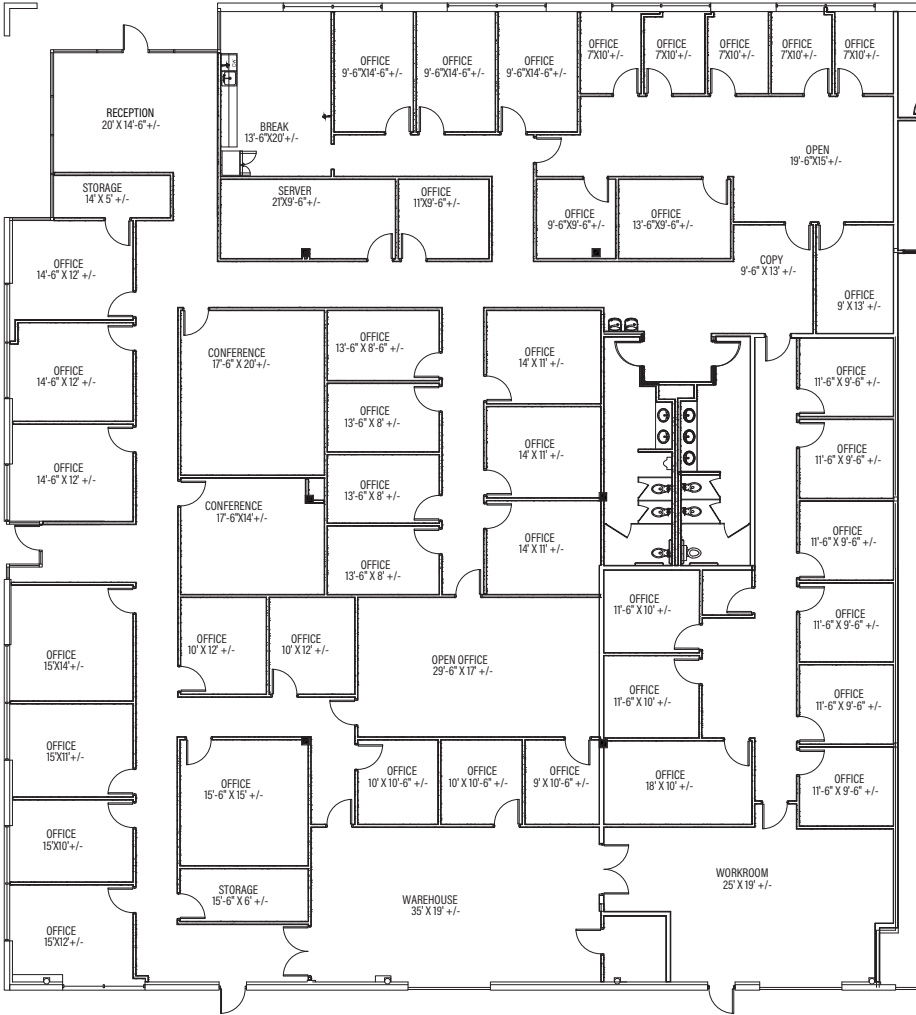 OFFICE
9'-6"X14'-6"+/-
OFFICE
9'-6"X14'-6"+/-
OFFICE
9'-6"X14'-6"+/-
OFFICE
7'X10'+/-
OFFICE
7'X10'+/-
OFFICE
7'X10'+/-
OFFICE
7'X10'+/-
OFFICE
7'X10'+/-
RECEPTION
20' X 14'-6"+/-
BREAK
13'-6"X20'+/-
OPEN
19'-6"X15'+/-
STORAGE
14' X 5' +/-
SERVER
21'X9'-6"+/-
OFFICE
11'X9'-6"+/-
OFFICE
9'-6"X9'-6"+/-
OFFICE
13'-6"X9'-6"+/-
OFFICE
14'-6" X 12' +/-
COPY
9'-6" X 13' +/-
OFFICE
9' X 13' +/-
OFFICE
14'-6" X 12' +/-
CONFERENCE
17'-6" X 20'+/-
OFFICE
13'-6" X 8'-6" +/-
OFFICE
14' X 11' +/-
OFFICE
11'-6" X 9'-6" +/-
OFFICE
13'-6" X 8' +/-
OFFICE
14' X 11' +/-
OFFICE
11'-6" X 9'-6" +/-
OFFICE
14'-6" X 12' +/-
OFFICE
13'-6" X 8' +/-
CONFERENCE
17'-6"X14'+/-
OFFICE
13'-6" X 8' +/-
OFFICE
14' X 11' +/-
OFFICE
11'-6" X 9'-6" +/-
OFFICE
15'X14'+/-
OFFICE
10' X 12' +/-
OFFICE
10' X 12' +/-
OPEN OFFICE
29'-6" X 17' +/-
OFFICE
11'-6" X 10' +/-
OFFICE
11'-6" X 9'-6" +/-
OFFICE
11'-6" X 10' +/-
OFFICE
11'-6" X 9'-6" +/-
OFFICE
15'X11'+/-
OFFICE
15'-6" X 15' +/-
OFFICE
10' X 10'-6" +/-
OFFICE
10' X 10'-6" +/-
OFFICE
9' X 10'-6" +/-
OFFICE
18' X 10' +/-
OFFICE
11'-6" X 9'-6" +/-
OFFICE
15'X10'+/-
STORAGE
15'-6" X 6' +/-
WAREHOUSE
35' X 19' +/-
WORKROOM
25' X 19' +/-
OFFICE
15'X12'+/-